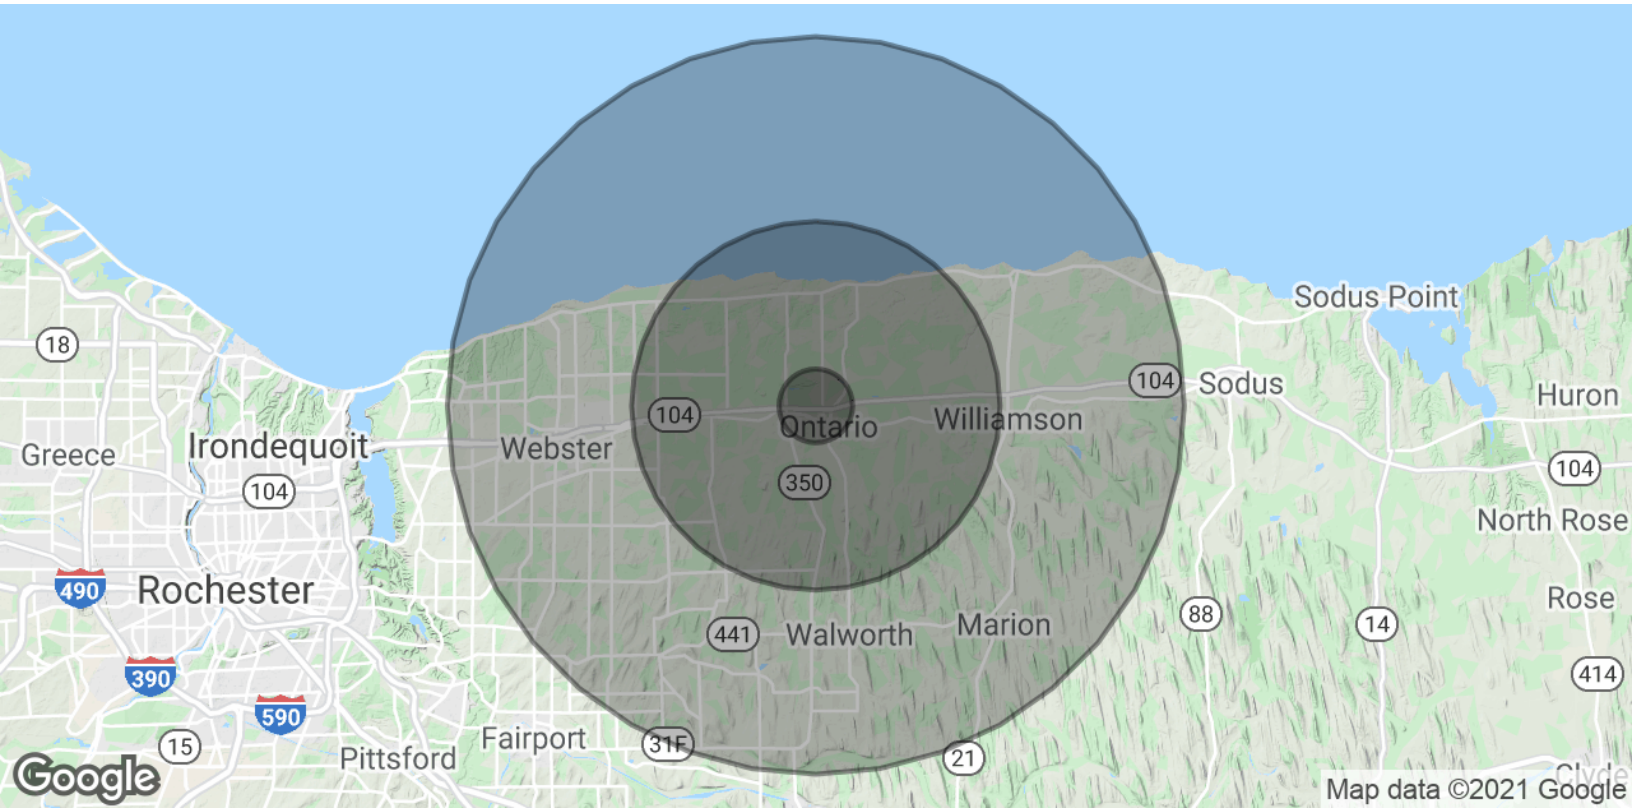 Sodus Point
18
104
Sodus
Huron
104
Ontario
Williamson
Irondequoit
Webster
Greece
104
104
350
North Rose
490
Rochester
Rose
88
14
441
Walworth
Marion
390
414
590
31F
15
Fairport
Pittsford
21
Google
Clyde
Map data ©2021 Google